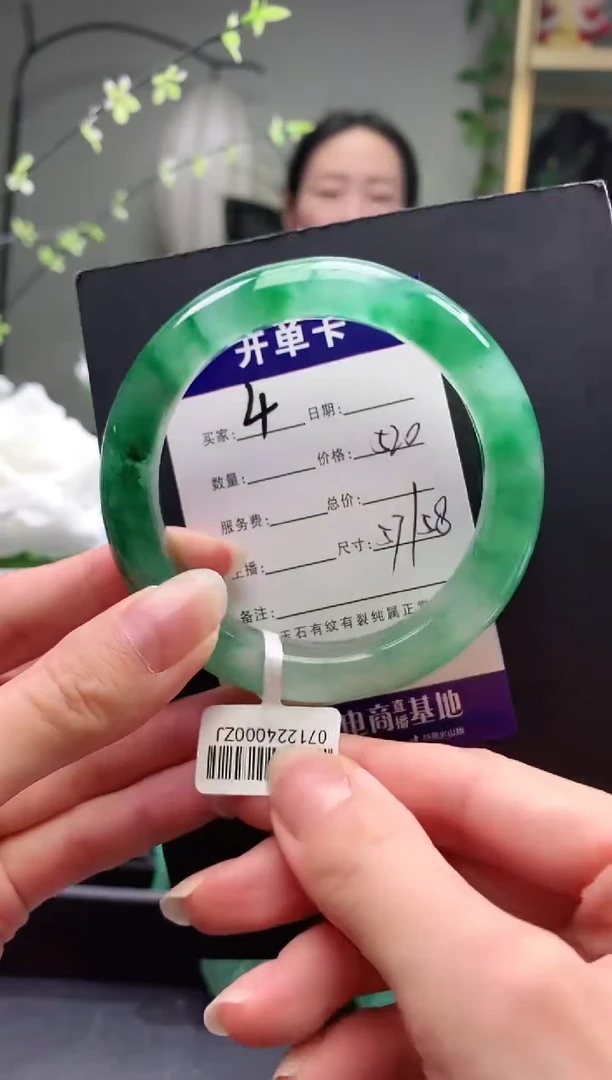 开单卡
买家: 4 日期:
数量: 价格: 520
服务费: 总价:
主播: 尺寸: 57/58
备注:
玉石有纹有裂纯属正常
电商直播基地
071224000ZJ